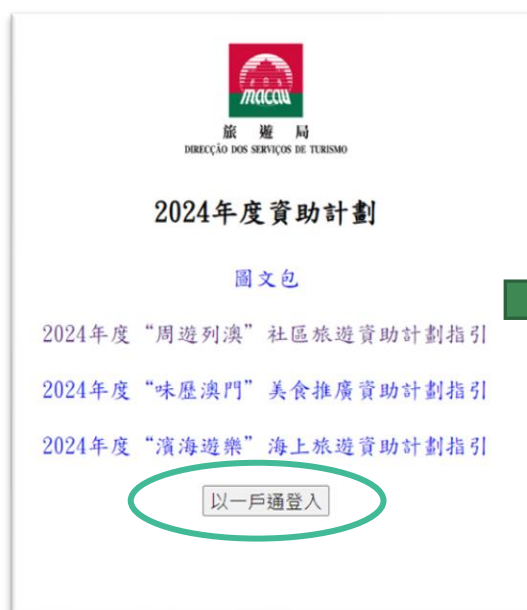 macau
旅遊局
DIRECÇÃO DOS SERVIÇOS DE TURISMO
2024年度資助計劃
圖文包
2024年度“周遊列澳”社區旅遊資助計劃指引
2024年度“味歷澳門”美食推廣資助計劃指引
2024年度“濱海遊樂”海上旅遊資助計劃指引
以一戶通登入